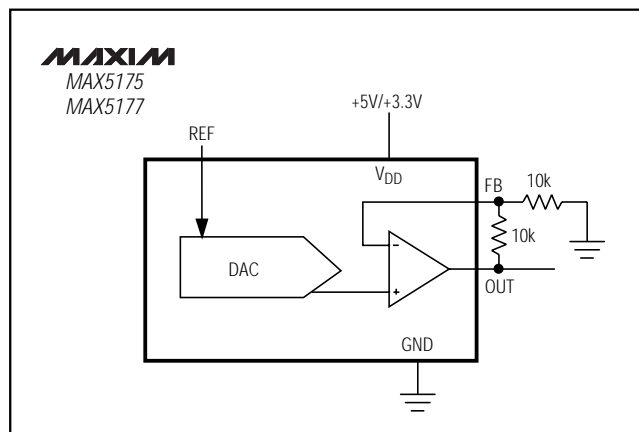 MAXIM
MAX5175
MAX5177
+5V/+3.3V
REF
VDD
FB
10k
10k
DAC
-
+
OUT
GND